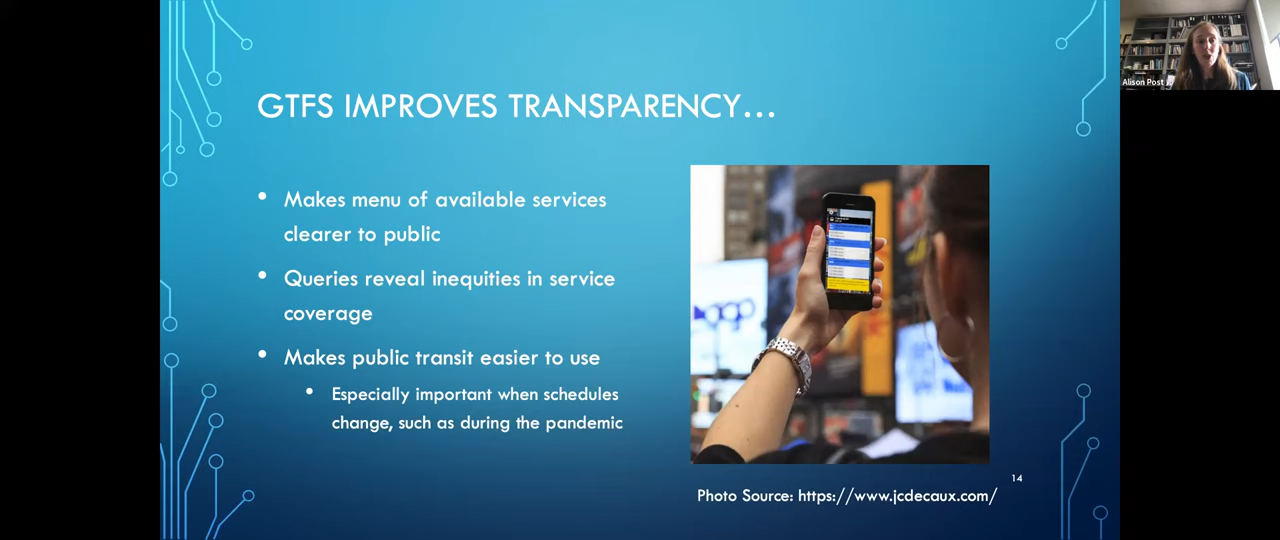 GTFS IMPROVES TRANSPARENCY...
• Makes menu of available services
clearer to public
• Queries reveal inequities in service
coverage
• Makes public transit easier to use
• Especially important when schedules
change, such as during the pandemic
Photo Source: https://www.jcdecaux.com/
14
Alison Post